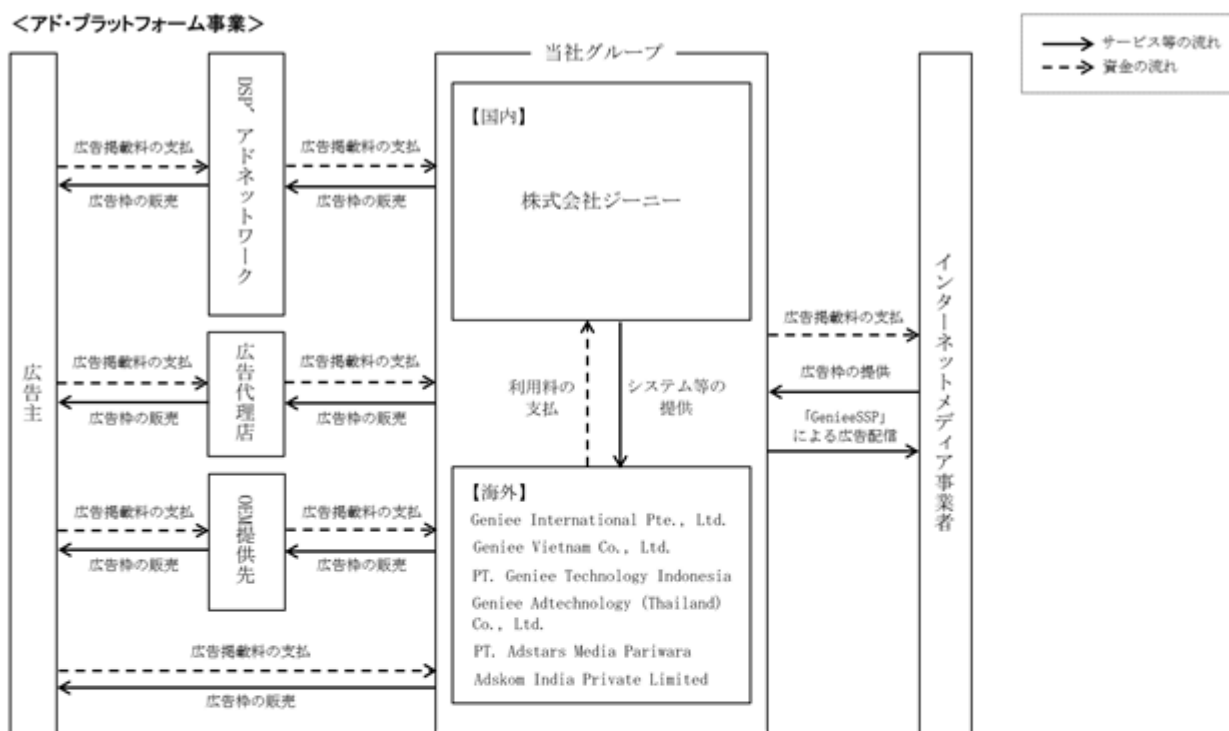 ＜アド・プラットフォーム事業＞
サービス等の流れ
資金の流れ
当社グループ
広告主
DSP、アドネットワーク
広告掲載料の支払
広告枠の販売
広告掲載料の支払
広告枠の販売
広告代理店
広告掲載料の支払
広告枠の販売
広告掲載料の支払
広告枠の販売
OEM提供先
広告掲載料の支払
広告枠の販売
広告掲載料の支払
広告枠の販売
広告掲載料の支払
広告枠の販売
【国内】
株式会社ジーニー
利用料の
支払
システム等の
提供
【海外】
Geniee International Pte., Ltd.
Geniee Vietnam Co., Ltd.
PT. Geniee Technology Indonesia
Geniee Adtechnology (Thailand)
Co., Ltd.
PT. Adstars Media Pariwara
Adskom India Private Limited
広告掲載料の支払
広告枠の提供
「GenieeSSP」
による広告配信
インターネットメディア事業者